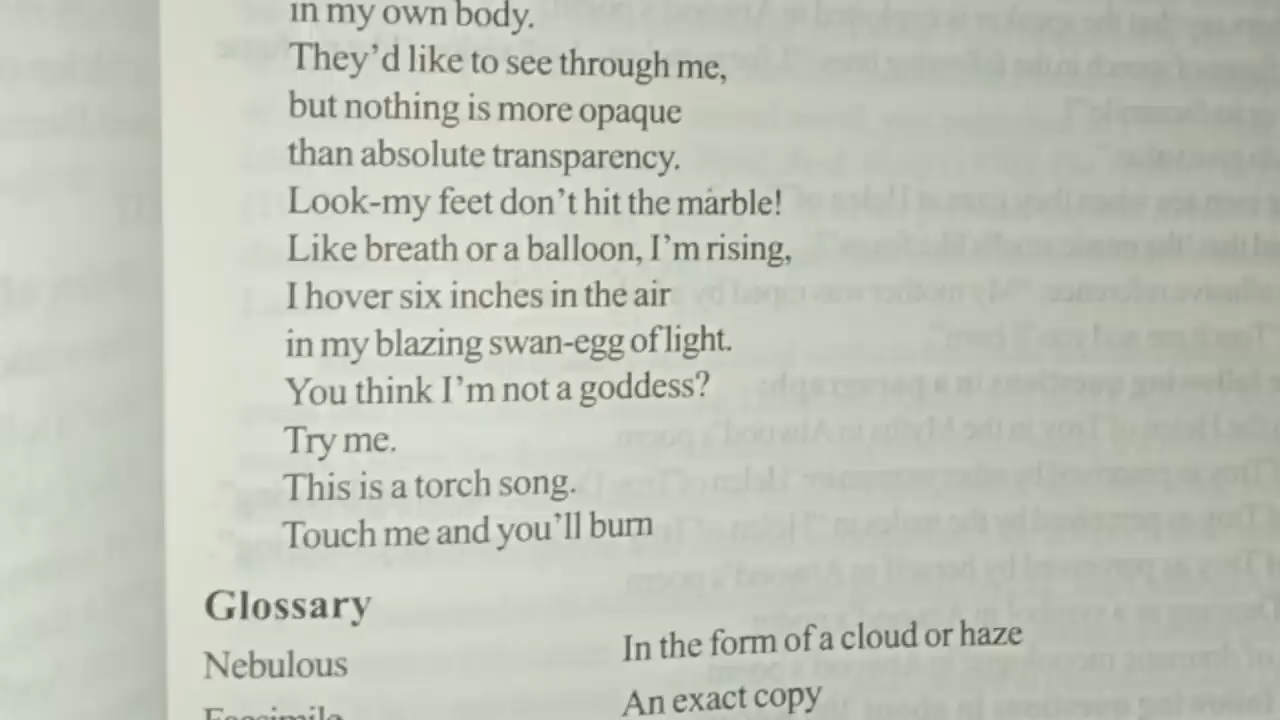 in my own body.
They'd like to see through me,
but nothing is more opaque
than absolute transparency.
Look-my feet don't hit the marble!
Like breath or a balloon, I'm rising,
I hover six inches in the air
in my blazing swan-egg of light.
You think I'm not a goddess?
Try me.
This is a torch song.
Touch me and you'll burn
Glossary
Nebulous In the form of a cloud or haze
Facsimile An exact copy